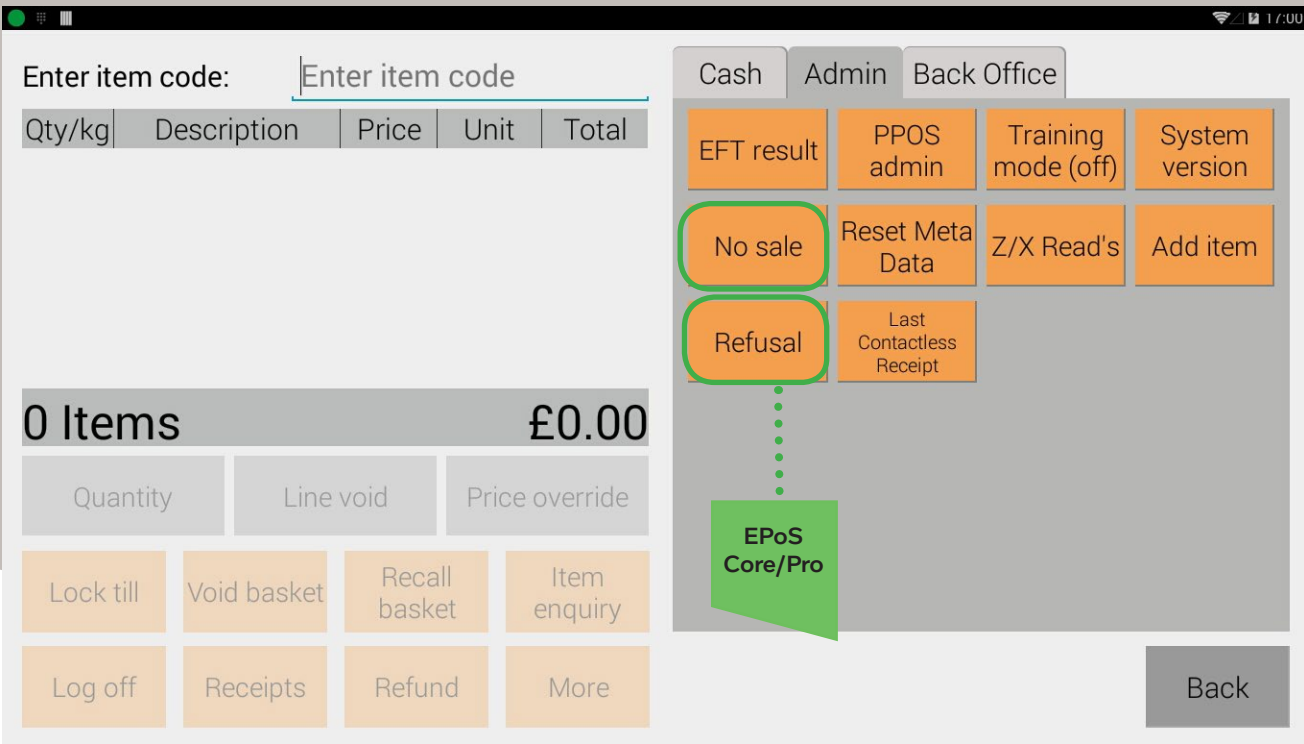 17:00
Enter item code: Enter item code
Qty/kg Description Price Unit Total
0 Items £0.00
Quantity Line void Price override
Lock till Void basket Recall basket Item enquiry
Log off Receipts Refund More
Cash Admin Back Office
EFT result
PPOS
admin
Training
mode (off)
System
version
No sale
Reset Meta
Data
Z/X Read's
Add item
Refusal
Last
Contactless
Receipt
EPoS
Core/Pro
Back